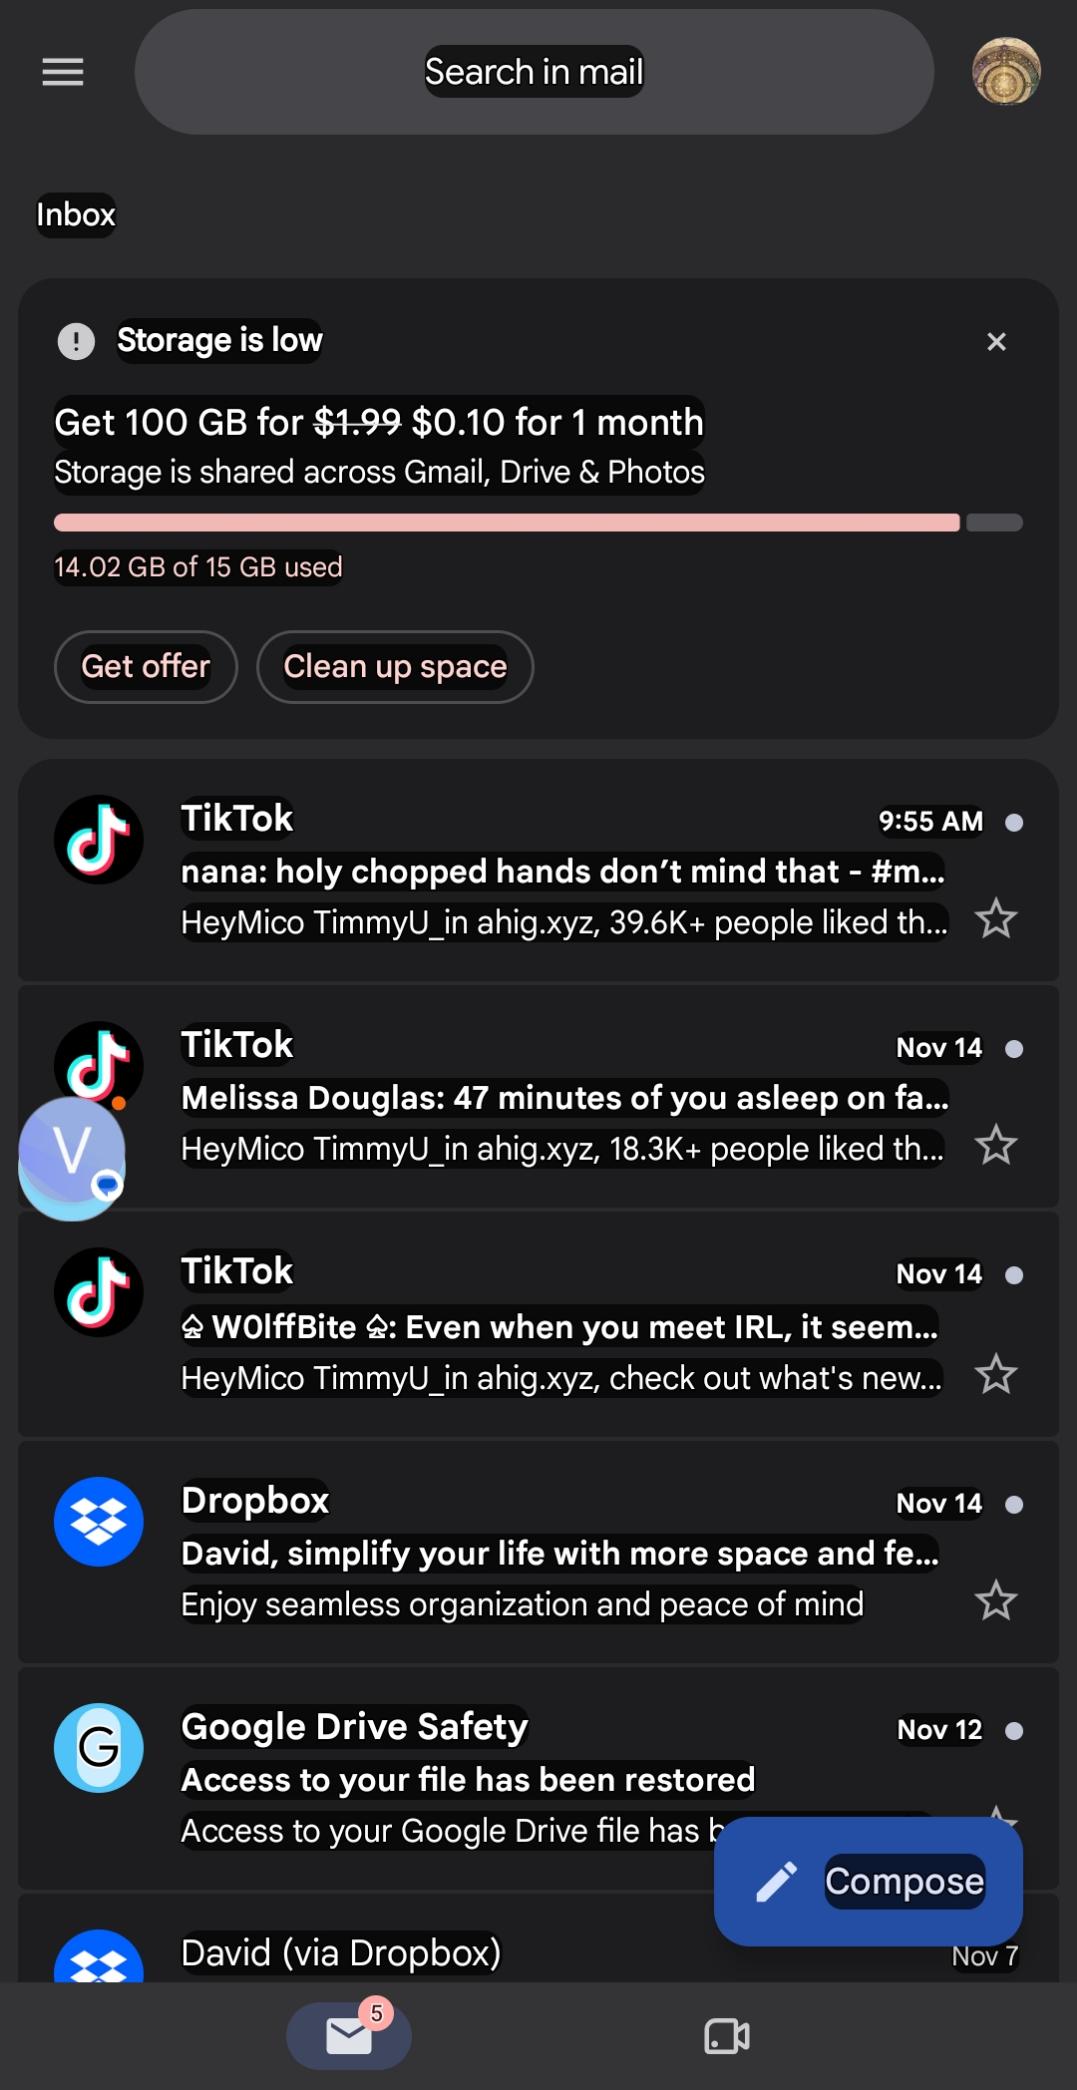 Search in mail
Inbox
Storage is low
Get 100 GB for $1.99 $0.10 for 1 month
Storage is shared across Gmail, Drive & Photos
14.02 GB of 15 GB used
Get offer
Clean up space
TikTok
9:55 AM
nana: holy chopped hands don’t mind that - #m...
HeyMico TimmyU_in ahig.xyz, 39.6K+ people liked th...
TikTok
Nov 14
Melissa Douglas: 47 minutes of you asleep on fa...
HeyMico TimmyU_in ahig.xyz, 18.3K+ people liked th...
V
TikTok
Nov 14
♤ W0lffBite ♤: Even when you meet IRL, it seem...
HeyMico TimmyU_in ahig.xyz, check out what's new...
Dropbox
Nov 14
David, simplify your life with more space and fe...
Enjoy seamless organization and peace of mind
G
Google Drive Safety
Nov 12
Access to your file has been restored
Access to your Google Drive file has
Compose
David (via Dropbox)
Nov 7
5